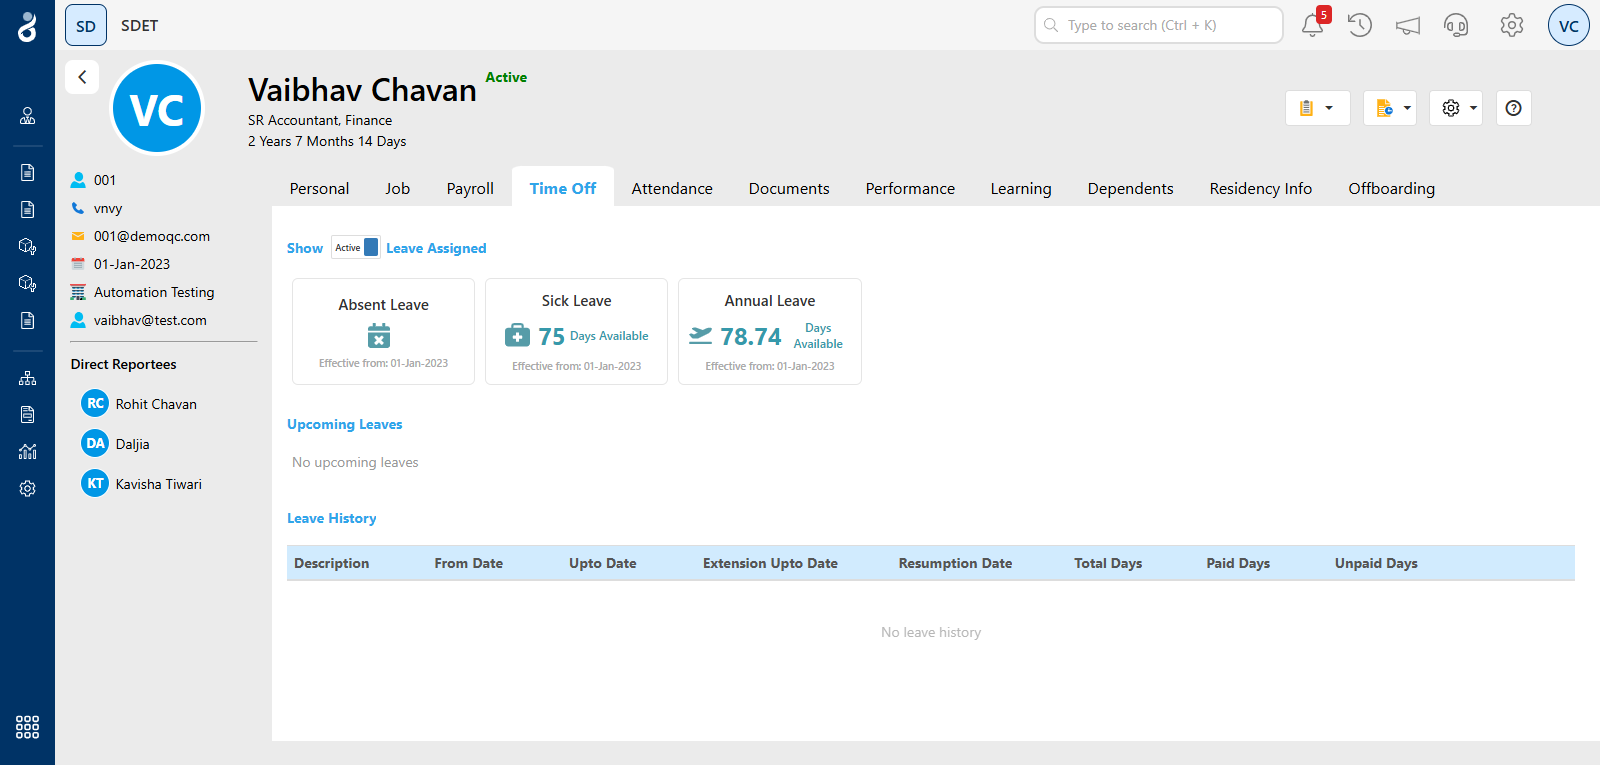 SD SDET
Type to search (Ctrl + K)
5
VC
VC
Vaibhav Chavan Active
SR Accountant, Finance
2 Years 7 Months 14 Days
001
vnvy
001@demoqc.com
01-Jan-2023
Automation Testing
vaibhav@test.com
Direct Reportees
RC Rohit Chavan
DA Daljia
KT Kavisha Tiwari
Personal Job Payroll Time Off Attendance Documents Performance Learning Dependents Residency Info Offboarding
Show Active Leave Assigned
Absent Leave
Effective from: 01-Jan-2023
Sick Leave
75 Days Available
Effective from: 01-Jan-2023
Annual Leave
78.74 Days Available
Effective from: 01-Jan-2023
Upcoming Leaves
No upcoming leaves
Leave History
Description From Date Upto Date Extension Upto Date Resumption Date Total Days Paid Days Unpaid Days
No leave history